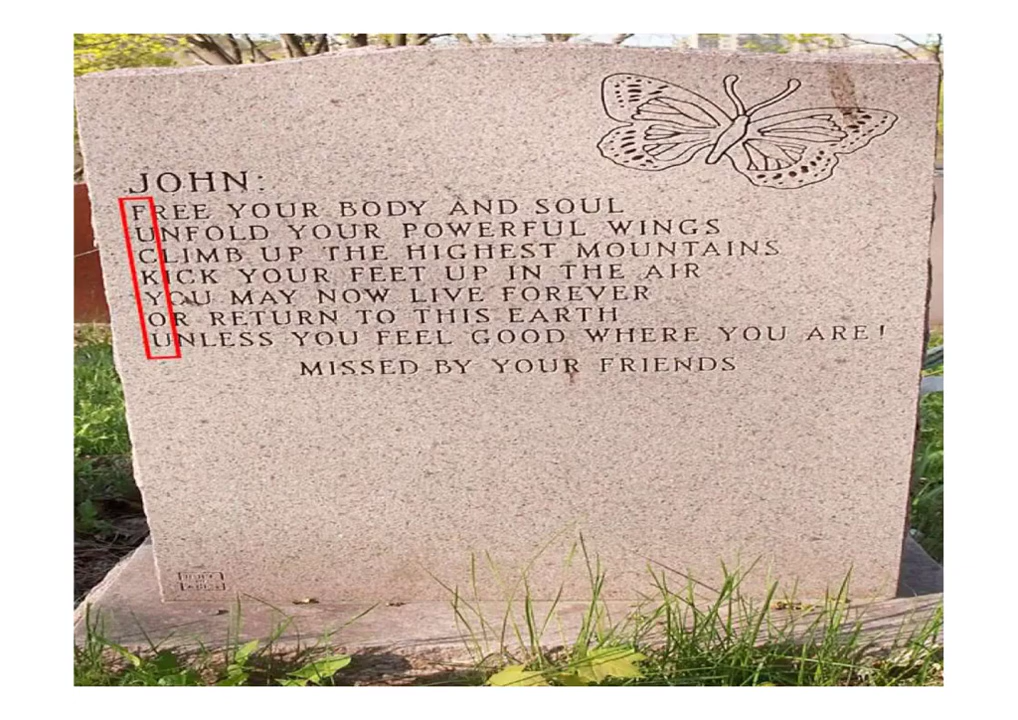 JOHN:
FREE YOUR BODY AND SOUL
UNFOLD YOUR POWERFUL WINGS
CLIMB UP THE HIGHEST MOUNTAINS
KICK YOUR FEET UP IN THE AIR
YOU MAY NOW LIVE FOREVER
OR RETURN TO THIS EARTH
UNLESS YOU FEEL GOOD WHERE YOU ARE!
MISSED BY YOUR FRIENDS